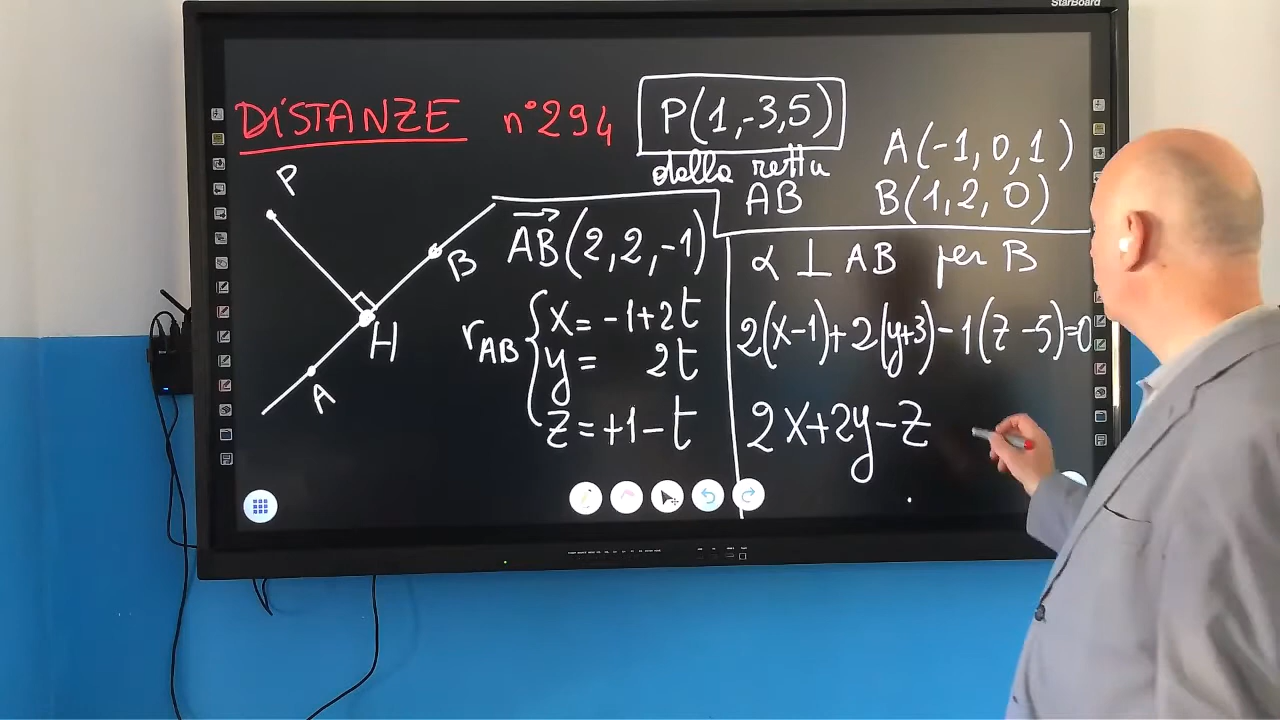 StarBoard
DISTANZE n°294 P(1,-3,5)
dalla retta
AB
A(-1,0,1)
B(1,2,0)
P
B
H
A
AB(2,2,-1)
r AB { x=-1+2t
y= 2t
z=+1-t
α ⊥ AB per B
2(x-1)+2(y+3)-1(z-5)=0
2x+2y-z